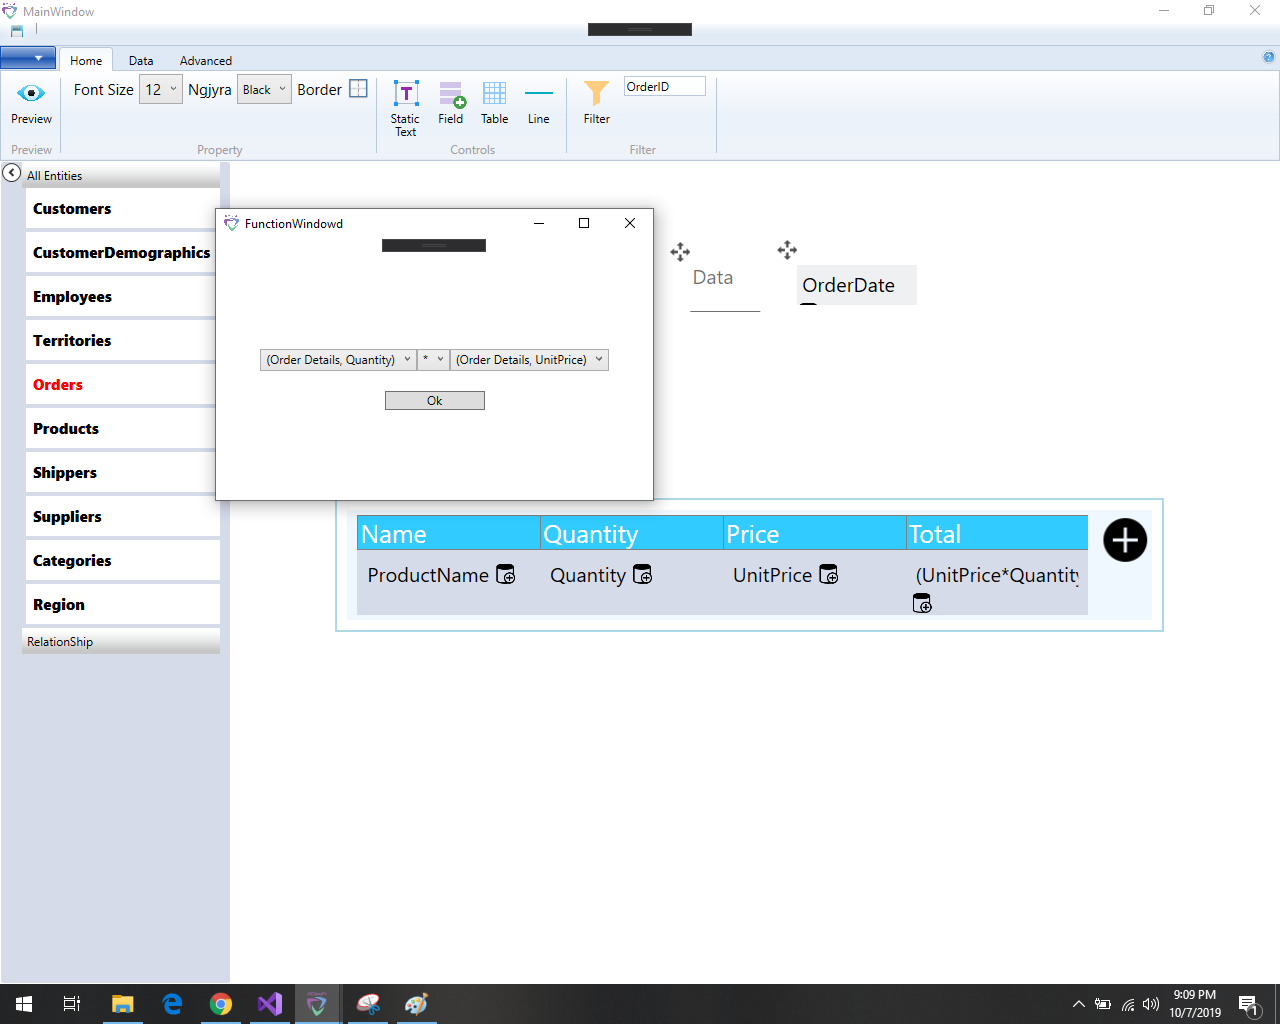 MainWindow
Home Data Advanced
Font Size 12 Ngjyra Black Border
OrderID
Preview
Static Text
Field
Table
Line
Filter
Preview
Property
Controls
Filter
All Entities
Customers
CustomerDemographics
Employees
Territories
Orders
Products
Shippers
Suppliers
Categories
Region
RelationShip
FunctionWindowd
(Order Details, Quantity) * (Order Details, UnitPrice)
Ok
Data
OrderDate
Name Quantity Price Total
ProductName Quantity UnitPrice (UnitPrice*Quantity
9:09 PM
10/7/2019
1